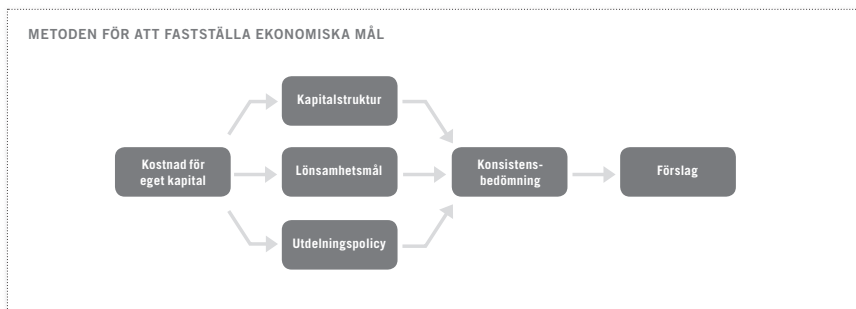 METODEN FÖR ATT FASTSTÄLLA EKONOMISKA MÅL
Kapitalstruktur
Kostnad för
eget kapital
Lönsamhetsmål
Konsistens-
bedömning
Förslag
Utdelningspolicy